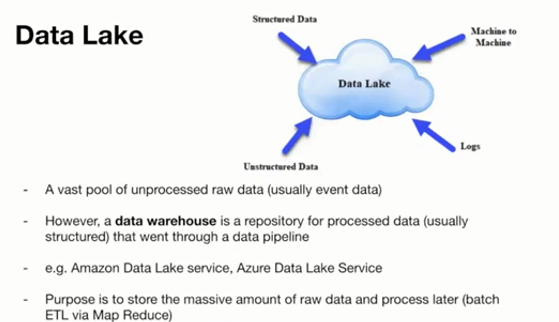 Data Lake
Structured Data
Machine to
Machine
Data Lake
Logs
Unstructured Data
- A vast pool of unprocessed raw data (usually event data)
- However, a data warehouse is a repository for processed data (usually
structured) that went through a data pipeline
- e.g. Amazon Data Lake service, Azure Data Lake Service
- Purpose is to store the massive amount of raw data and process later (batch
ETL via Map Reduce)